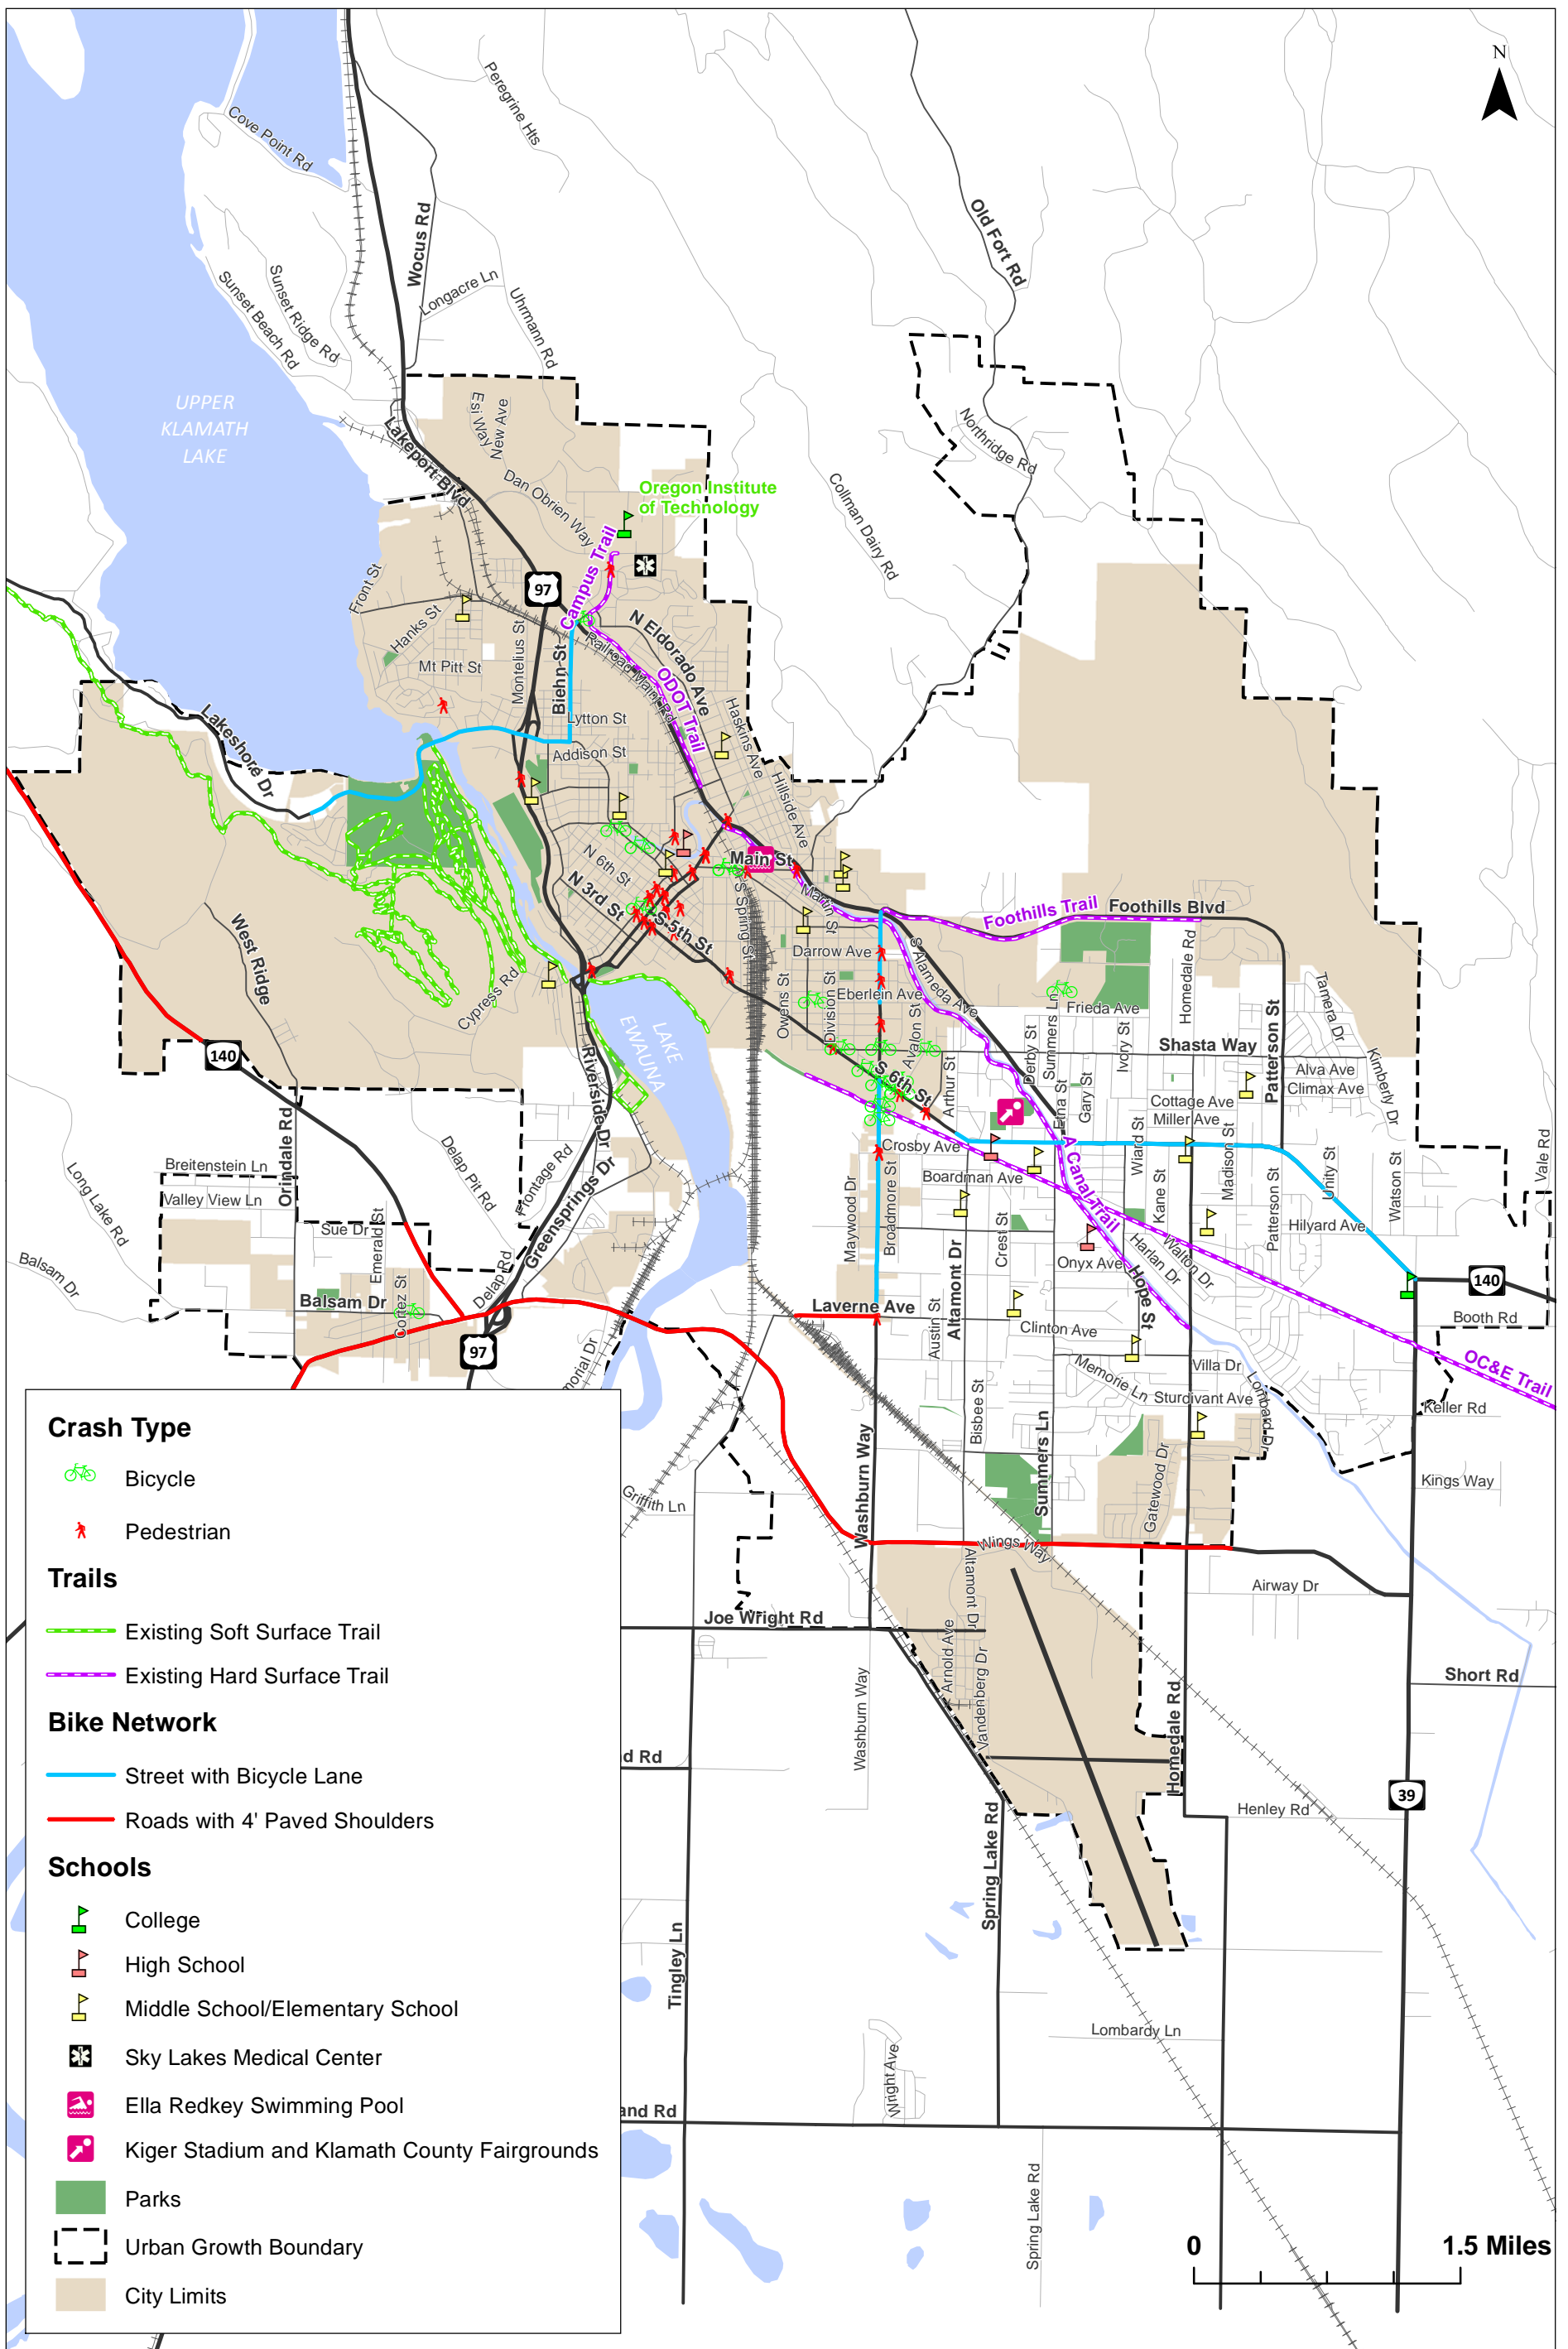 N
Peregrine Hts
Cove Point Rd
Wocus Rd
Old Fort Rd
Sunset Ridge Rd
Sunset Beach Rd
Longacre Ln
Uhrmann Rd
UPPER
KLAMATH
LAKE
Esi Way
New Ave
Lakeport Blvd
Northridge Rd
Dan Obrien Way
Collman Dairy Rd
Oregon Institute
of Technology
Campus Trail
97
Front St
Hanks St
Mt Pitt St
Montelius St
Biehn St
N Eldorado Ave
Railroad Main Rd
ODOT Trail
Lytton St
Addison St
Haskins Ave
Hillside Ave
Lakeshore Dr
N 6th St
N 3rd St
Main St
Martin St
S 5th St
S Spring St
Foothills Trail
Foothills Blvd
West Ridge
Cypress Rd
Darrow Ave
Eberlein Ave
S Alameda Ave
Owens St
Division St
Avalon St
Frieda Ave
Homedale Rd
Tamera Dr
LAKE
EWAUNA
140
Riverside Dr
S 6th St
Arthur St
Derby St
Summers Ln
Ivory St
Shasta Way
Patterson St
Alva Ave
Climax Ave
Kimberly Dr
Etna St
Gary St
Cottage Ave
Miller Ave
Orindale Rd
Breitenstein Ln
Valley View Ln
Long Lake Rd
Delap Pit Rd
Frontage Rd
Greensprings Dr
Crosby Ave
Boardman Ave
A Canal Trail
Wiard St
Kane St
Madison St
Patterson St
Unity St
Watson St
Vale Rd
Sue Dr
Emerald St
Balsam Dr
Balsam Dr
Cortez St
Delap Rd
97
Maywood Dr
Broadmore St
Crest St
Onyx Ave
Harlan Dr
Walton Dr
Hilyard Ave
140
Booth Rd
Laverne Ave
Austin St
Altamont Dr
Clinton Ave
Hope St
OC&E Trail
morial Dr
Memorie Ln
Villa Dr
Sturdivant Ave
Lombard Dr
Keller Rd
Bisbee St
Summers Ln
Washburn Way
Gatewood Dr
Kings Way
Griffith Ln
Wings Way
Altamont Dr
Airway Dr
Joe Wright Rd
Arnold Ave
Vandenberg Dr
Washburn Way
Homedale Rd
Short Rd
d Rd
39
Henley Rd
Spring Lake Rd
Tingley Ln
Lombardy Ln
Wright Ave
and Rd
Spring Lake Rd
0
1.5 Miles
Crash Type
Bicycle
Pedestrian
Trails
Existing Soft Surface Trail
Existing Hard Surface Trail
Bike Network
Street with Bicycle Lane
Roads with 4' Paved Shoulders
Schools
College
High School
Middle School/Elementary School
Sky Lakes Medical Center
Ella Redkey Swimming Pool
Kiger Stadium and Klamath County Fairgrounds
Parks
Urban Growth Boundary
City Limits